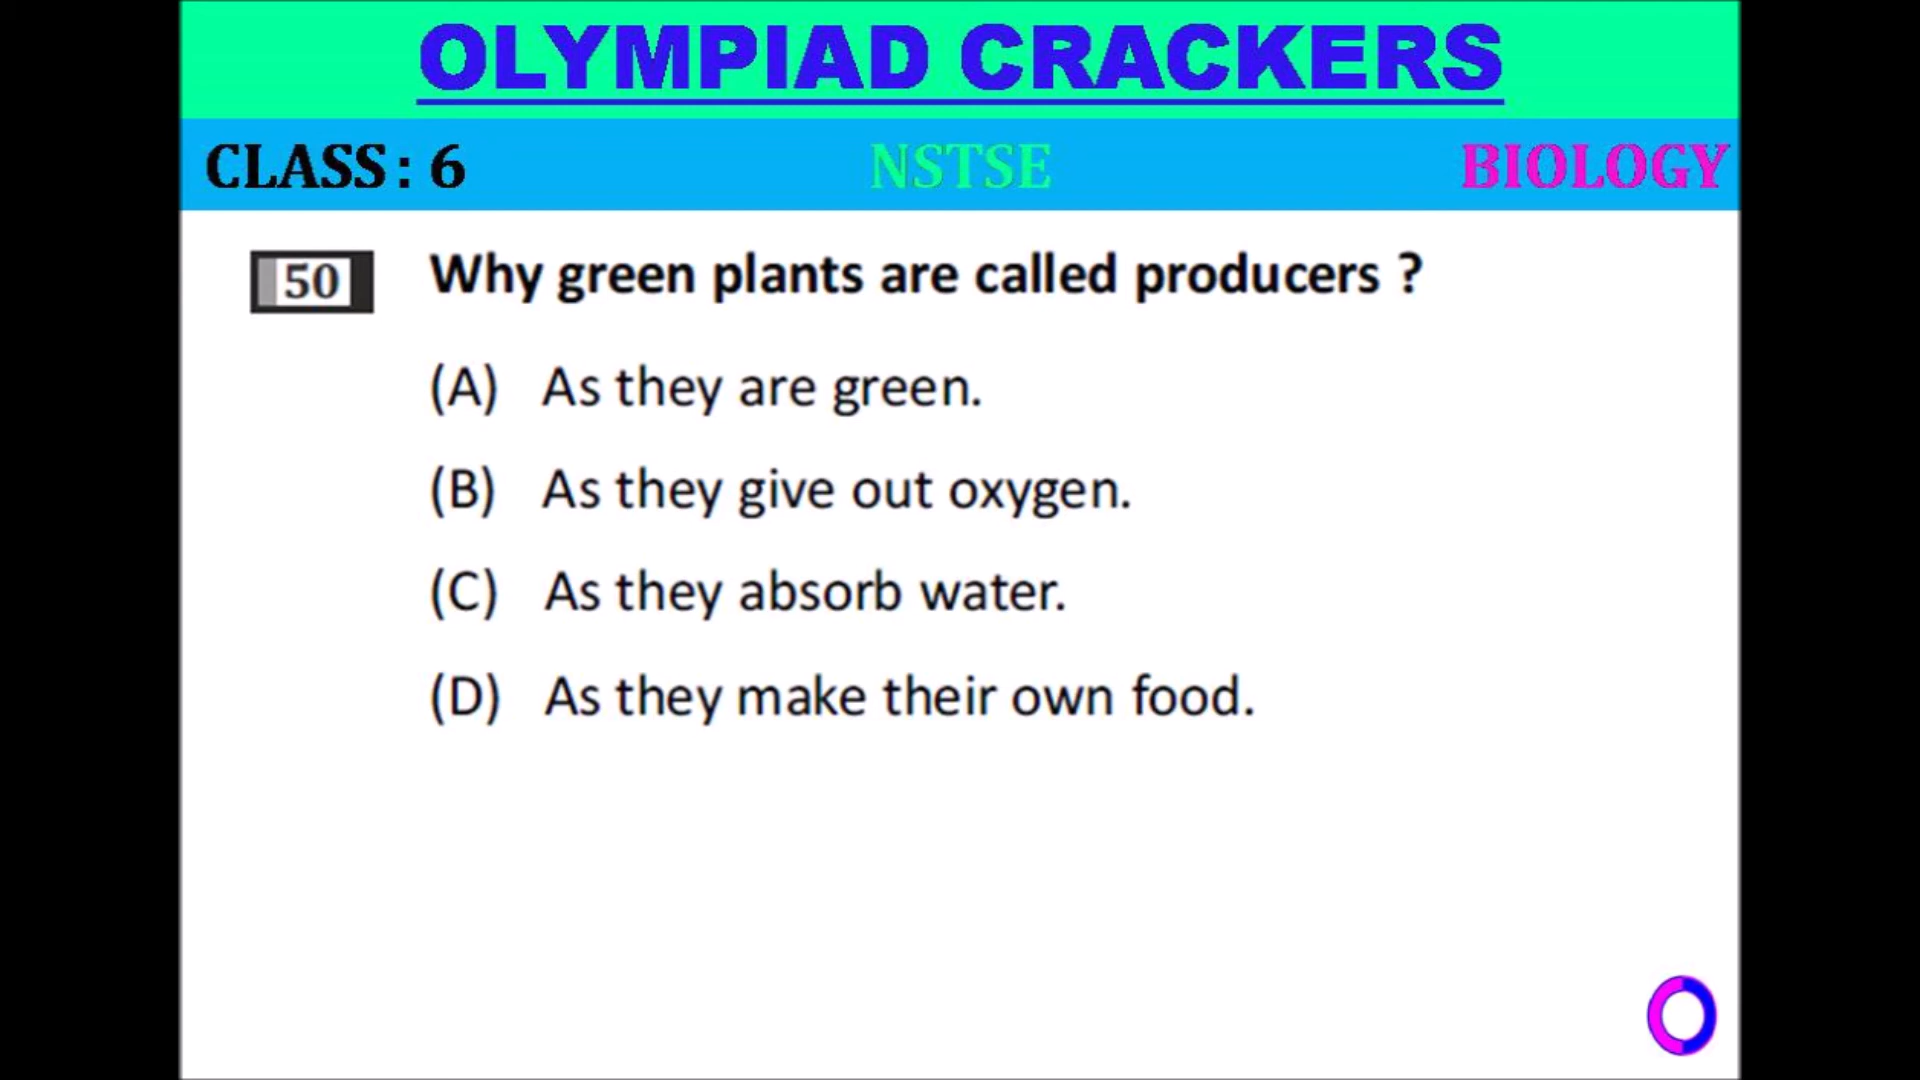 OLYMPIAD CRACKERS
CLASS : 6 NSTSE BIOLOGY
50 Why green plants are called producers ?
(A) As they are green.
(B) As they give out oxygen.
(C) As they absorb water.
(D) As they make their own food.